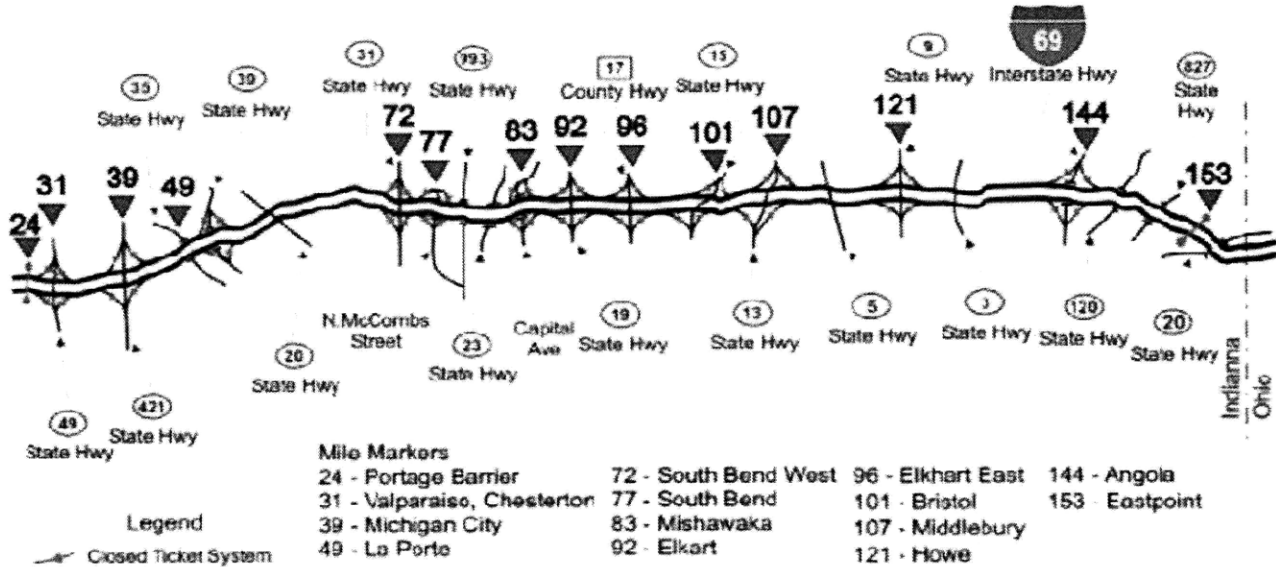 31
State Hwy
993
State Hwy
17
County Hwy
15
State Hwy
9
State Hwy
69
Interstate Hwy
827
State
Hwy
35
State Hwy
39
State Hwy
24
31
39
49
72
77
83
92
96
101
107
121
144
153
49
State Hwy
421
State Hwy
20
State Hwy
N.McCombs
Street
23
State Hwy
Capital
Ave
19
State Hwy
13
State Hwy
5
State Hwy
3
State Hwy
120
State Hwy
20
State Hwy
Indianna
Ohio
Legend
Closed Ticket System
Mile Markers
24 - Portage Barrier
31 - Valparaiso, Chesterton
39 - Michigan City
49 - La Porte
72 - South Bend West
77 - South Bend
83 - Mishawaka
92 - Elkart
96 - Elkhart East
101 - Bristol
107 - Middlebury
121 - Howe
144 - Angola
153 - Eastpoint